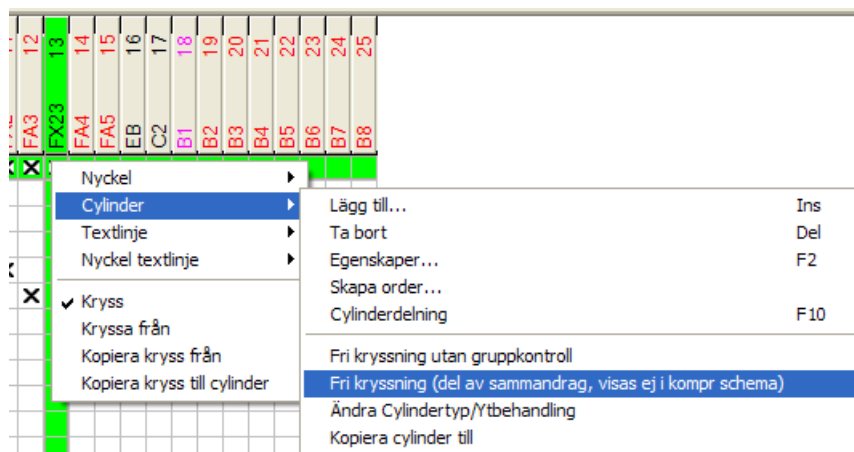 12 13 14 15 16 17 18 19 20 21 22 23 24 25
FA3 FX23 FA4 FA5 EB C2 B1 B2 B3 B4 B5 B6 B7 B8
Nyckel
Cylinder
Textlinje
Nyckel textlinje
Kryss
Kryssa från
Kopiera kryss från
Kopiera kryss till cylinder
Lägg till... Ins
Ta bort Del
Egenskaper... F2
Skapa order...
Cylinderdelning F10
Fri kryssning utan gruppkontroll
Fri kryssning (del av sammandrag, visas ej i kompr schema)
Ändra Cylindertyp/Ytbehandling
Kopiera cylinder till